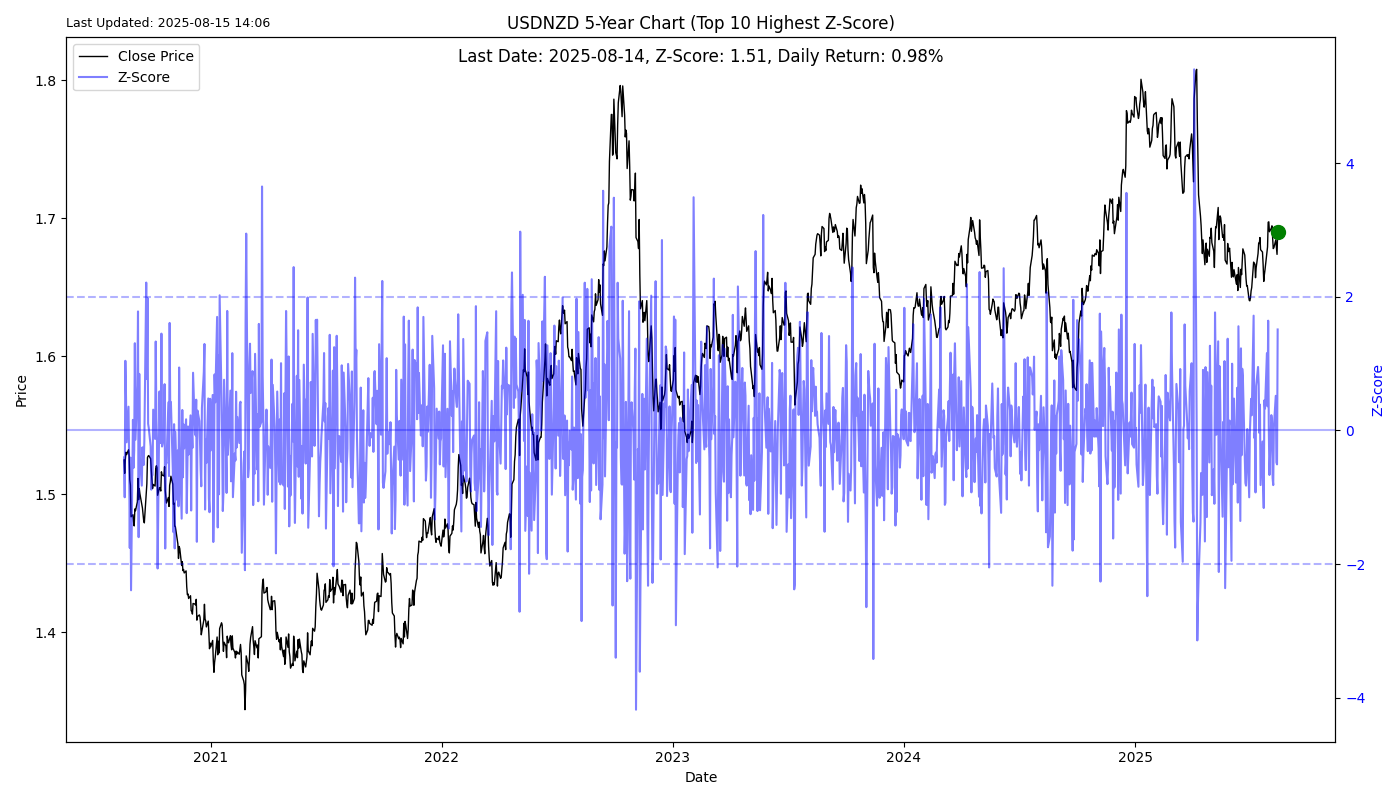 Last Updated: 2025-08-15 14:06
USDNZD 5-Year Chart (Top 10 Highest Z-Score)
Last Date: 2025-08-14, Z-Score: 1.51, Daily Return: 0.98%
Close Price
Z-Score
1.8
1.7
1.6
1.5
1.4
Price
4
2
0
−2
−4
Z-Score
2021
2022
2023
2024
2025
Date